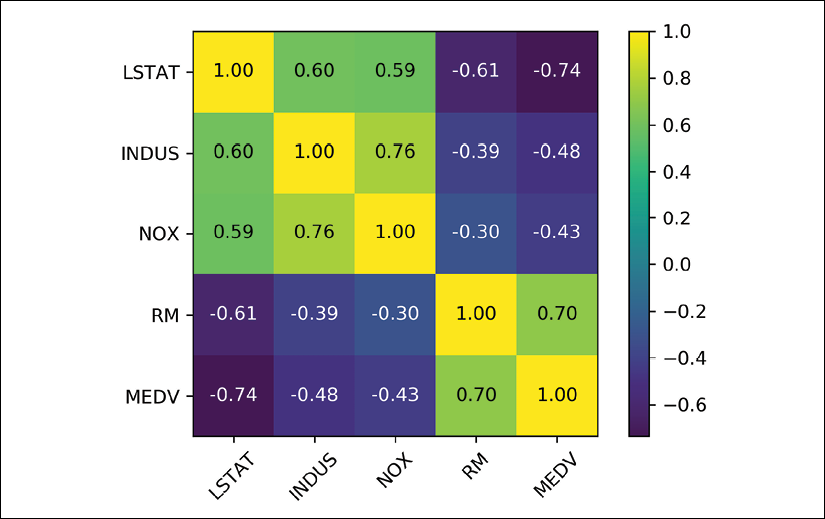 LSTAT 1.00 0.60 0.59 -0.61 -0.74
INDUS 0.60 1.00 0.76 -0.39 -0.48
NOX 0.59 0.76 1.00 -0.30 -0.43
RM -0.61 -0.39 -0.30 1.00 0.70
MEDV -0.74 -0.48 -0.43 0.70 1.00
LSTAT INDUS NOX RM MEDV
1.0
0.8
0.6
0.4
0.2
0.0
−0.2
−0.4
−0.6